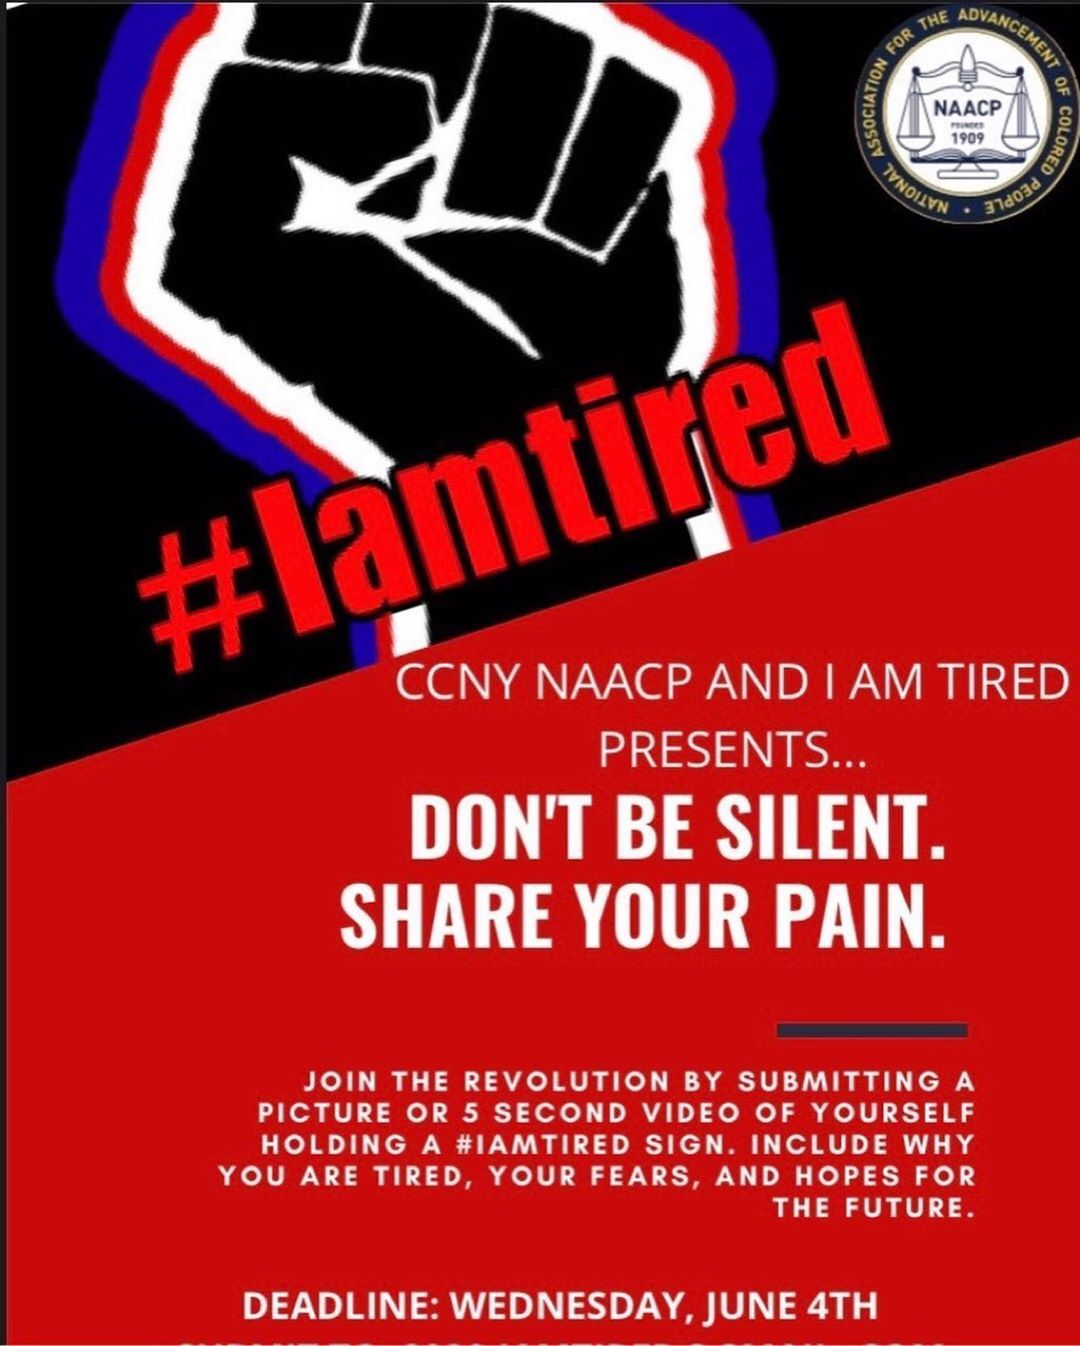 NATIONAL ASSOCIATION FOR THE ADVANCEMENT OF COLORED PEOPLE •
NAACP
FOUNDED
1909
#Iamtired
CCNY NAACP AND I AM TIRED
PRESENTS...
DON'T BE SILENT.
SHARE YOUR PAIN.
JOIN THE REVOLUTION BY SUBMITTING A
PICTURE OR 5 SECOND VIDEO OF YOURSELF
HOLDING A #IAMTIRED SIGN. INCLUDE WHY
YOU ARE TIRED, YOUR FEARS, AND HOPES FOR
THE FUTURE.
DEADLINE: WEDNESDAY, JUNE 4TH